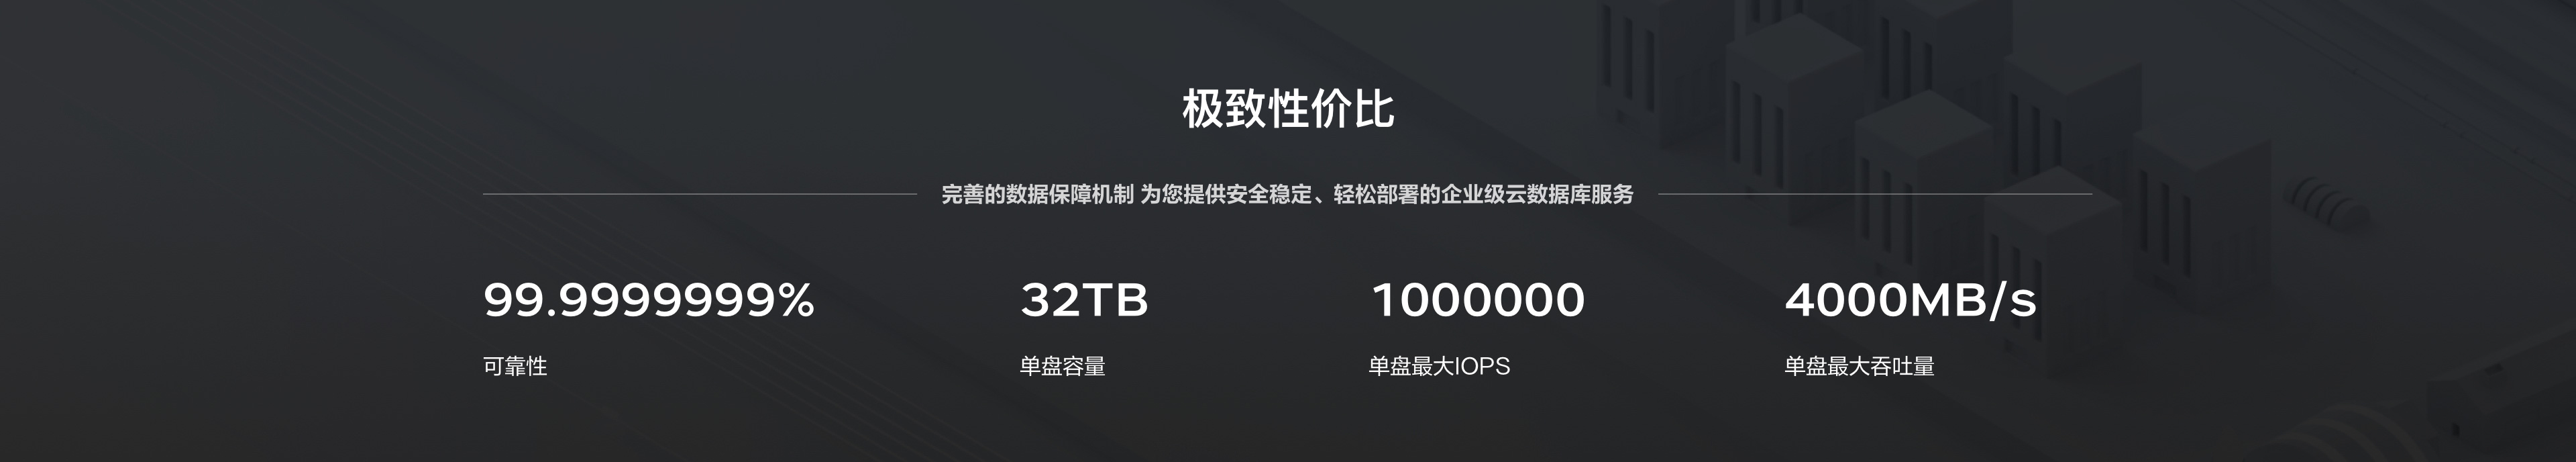 极致性价比
完善的数据保障机制 为您提供安全稳定、轻松部署的企业级云数据库服务
99.9999999%
可靠性
32TB
单盘容量
1000000
单盘最大IOPS
4000MB/s
单盘最大吞吐量